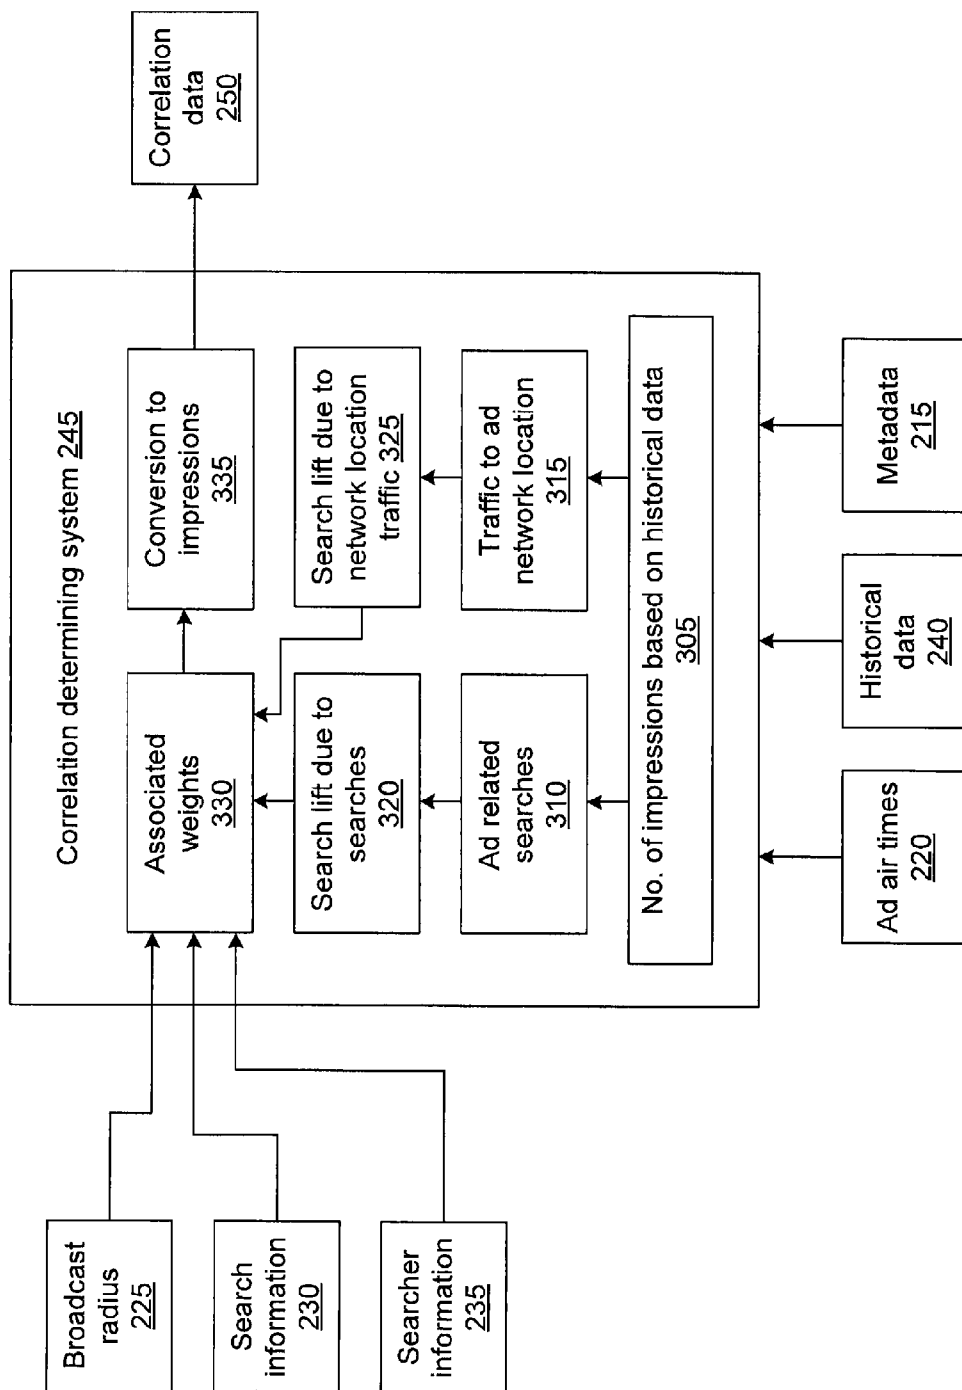 Correlation determining system 245
Broadcast
radius
225
Search
information
230
Searcher
information
235
Associated
weights
330
Conversion to
impressions
335
Correlation
data
250
Search lift due to
searches
320
Search lift due to
network location
traffic 325
Ad related
searches
310
Traffic to ad
network location
315
No. of impressions based on historical data
305
Ad air times
220
Historical
data
240
Metadata
215